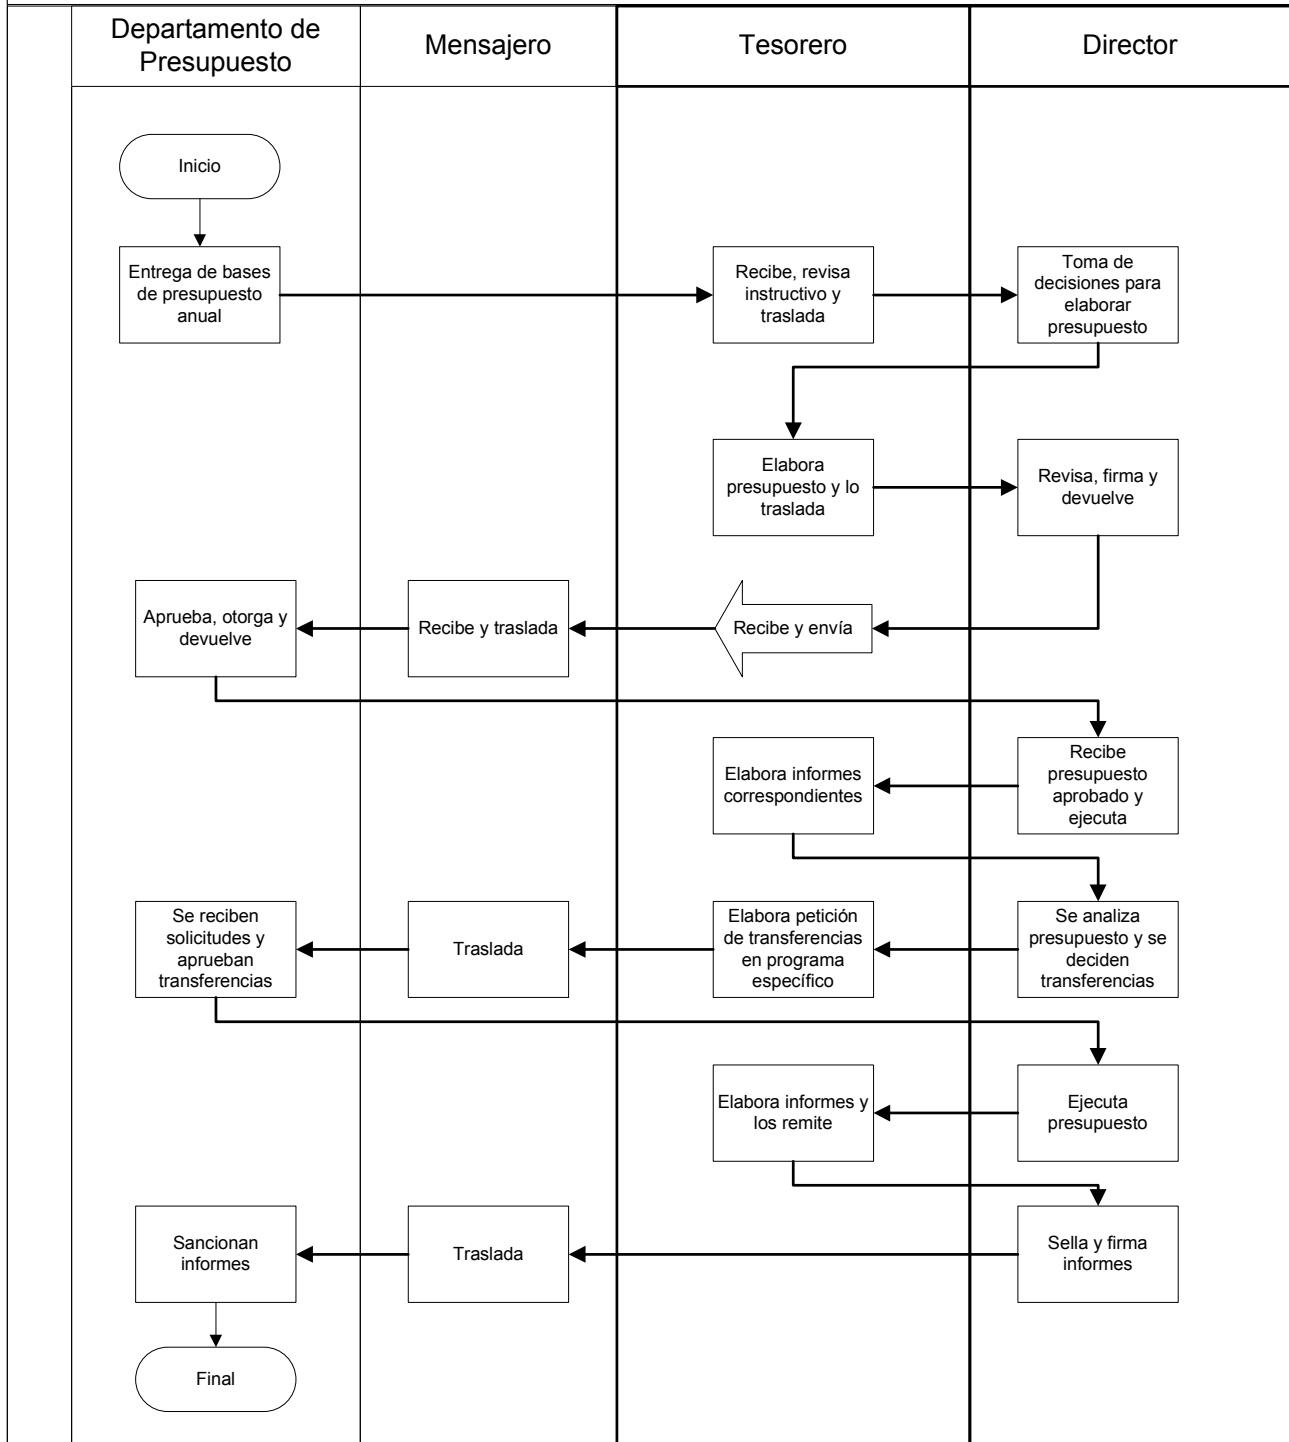 Departamento de
Presupuesto
Mensajero
Tesorero
Director
Inicio
Entrega de bases
de presupuesto
anual
Recibe, revisa
instructivo y
traslada
Toma de
decisiones para
elaborar
presupuesto
Elabora
presupuesto y lo
traslada
Revisa, firma y
devuelve
Aprueba, otorga y
devuelve
Recibe y traslada
Recibe y envía
Elabora informes
correspondientes
Recibe
presupuesto
aprobado y
ejecuta
Se reciben
solicitudes y
aprueban
transferencias
Traslada
Elabora petición
de transferencias
en programa
específico
Se analiza
presupuesto y se
deciden
transferencias
Elabora informes y
los remite
Ejecuta
presupuesto
Sancionan
informes
Traslada
Sella y firma
informes
Final